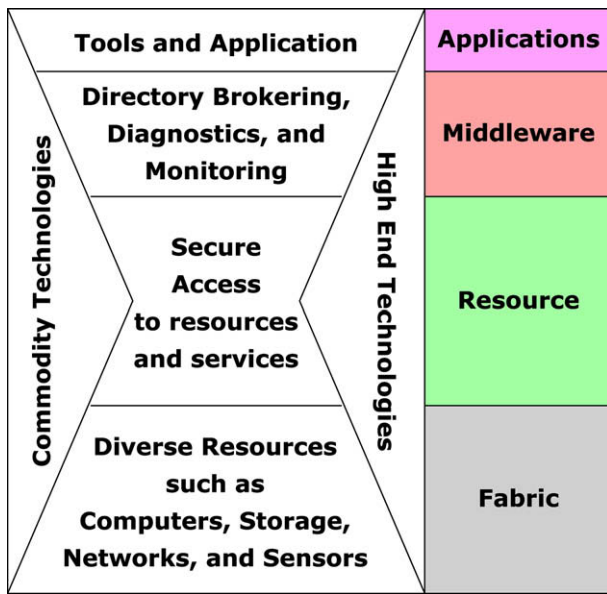 Tools and Application
Applications
Directory Brokering,
Diagnostics, and
Monitoring
Middleware
Commodity Technologies
High End Technologies
Secure
Access
to resources
and services
Resource
Diverse Resources
such as
Computers, Storage,
Networks, and Sensors
Fabric